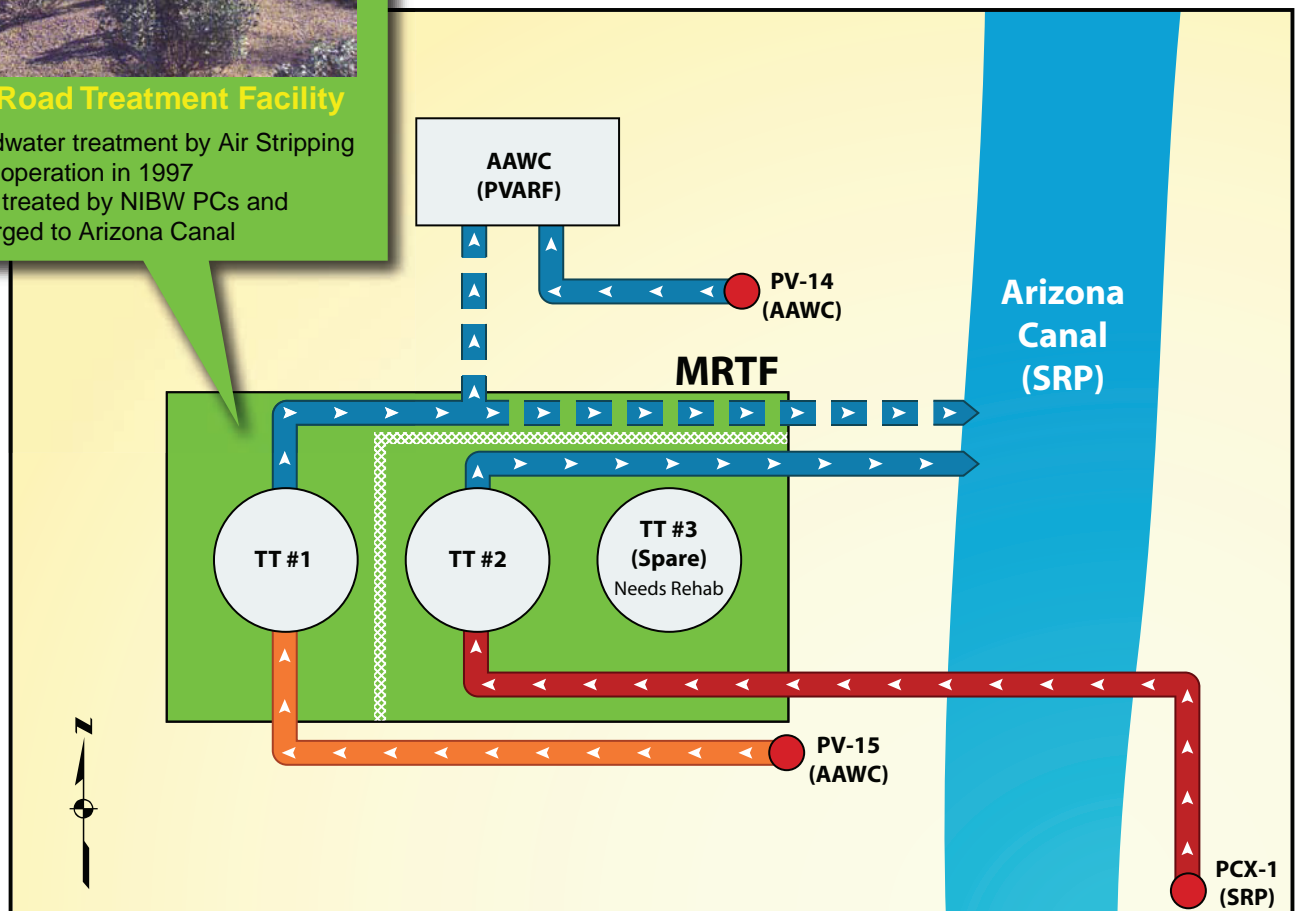 Road Treatment Facility
dwater treatment by Air Stripping
operation in 1997
treated by NIBW PCs and
rged to Arizona Canal
AAWC
(PVARF)
PV-14
(AAWC)
Arizona
Canal
(SRP)
MRTF
TT #1
TT #2
TT #3
(Spare)
Needs Rehab
PV-15
(AAWC)
PCX-1
(SRP)
N